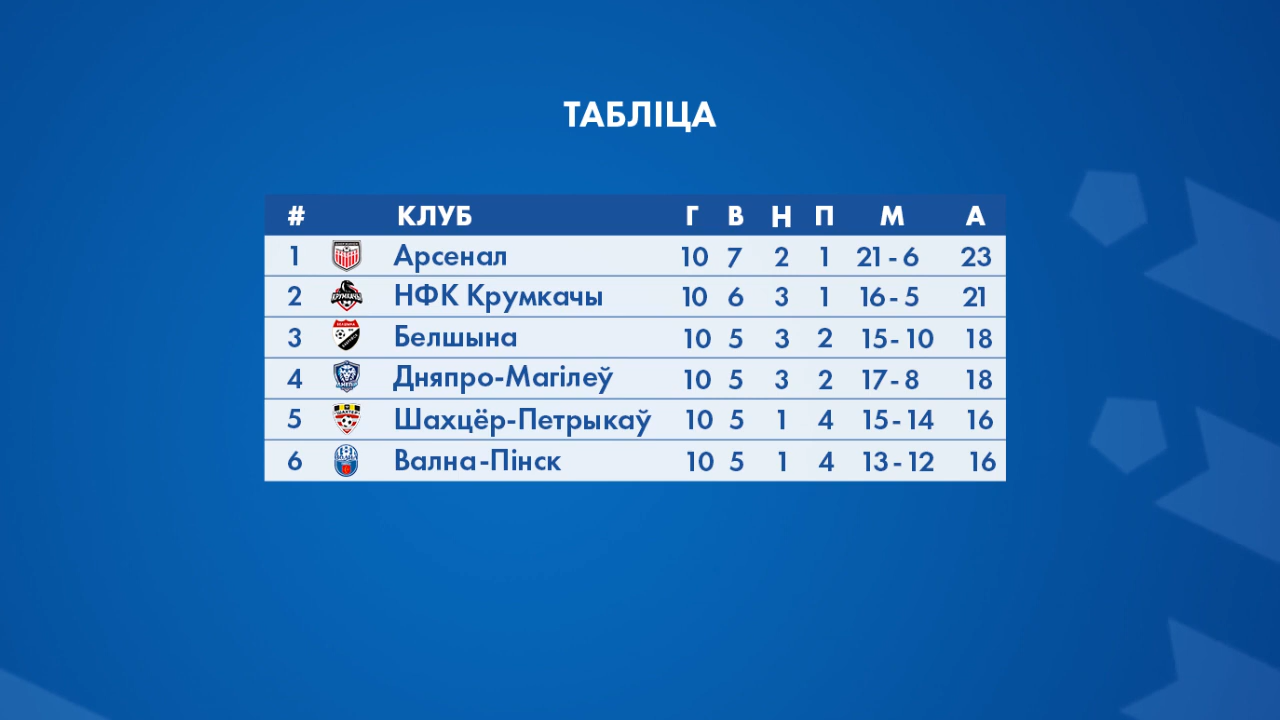 ТАБЛІЦА
# КЛУБ Г В Н П М А
1 Арсенал 10 7 2 1 21 - 6 23
2 КРУМКАЧЫ НФК Крумкачы 10 6 3 1 16 - 5 21
3 Белшына 10 5 3 2 15 - 10 18
4 Дняпро-Магілеў 10 5 3 2 17 - 8 18
5 ШАХТЕР Шахцёр-Петрыкаў 10 5 1 4 15 - 14 16
6 Вална-Пінск 10 5 1 4 13 - 12 16